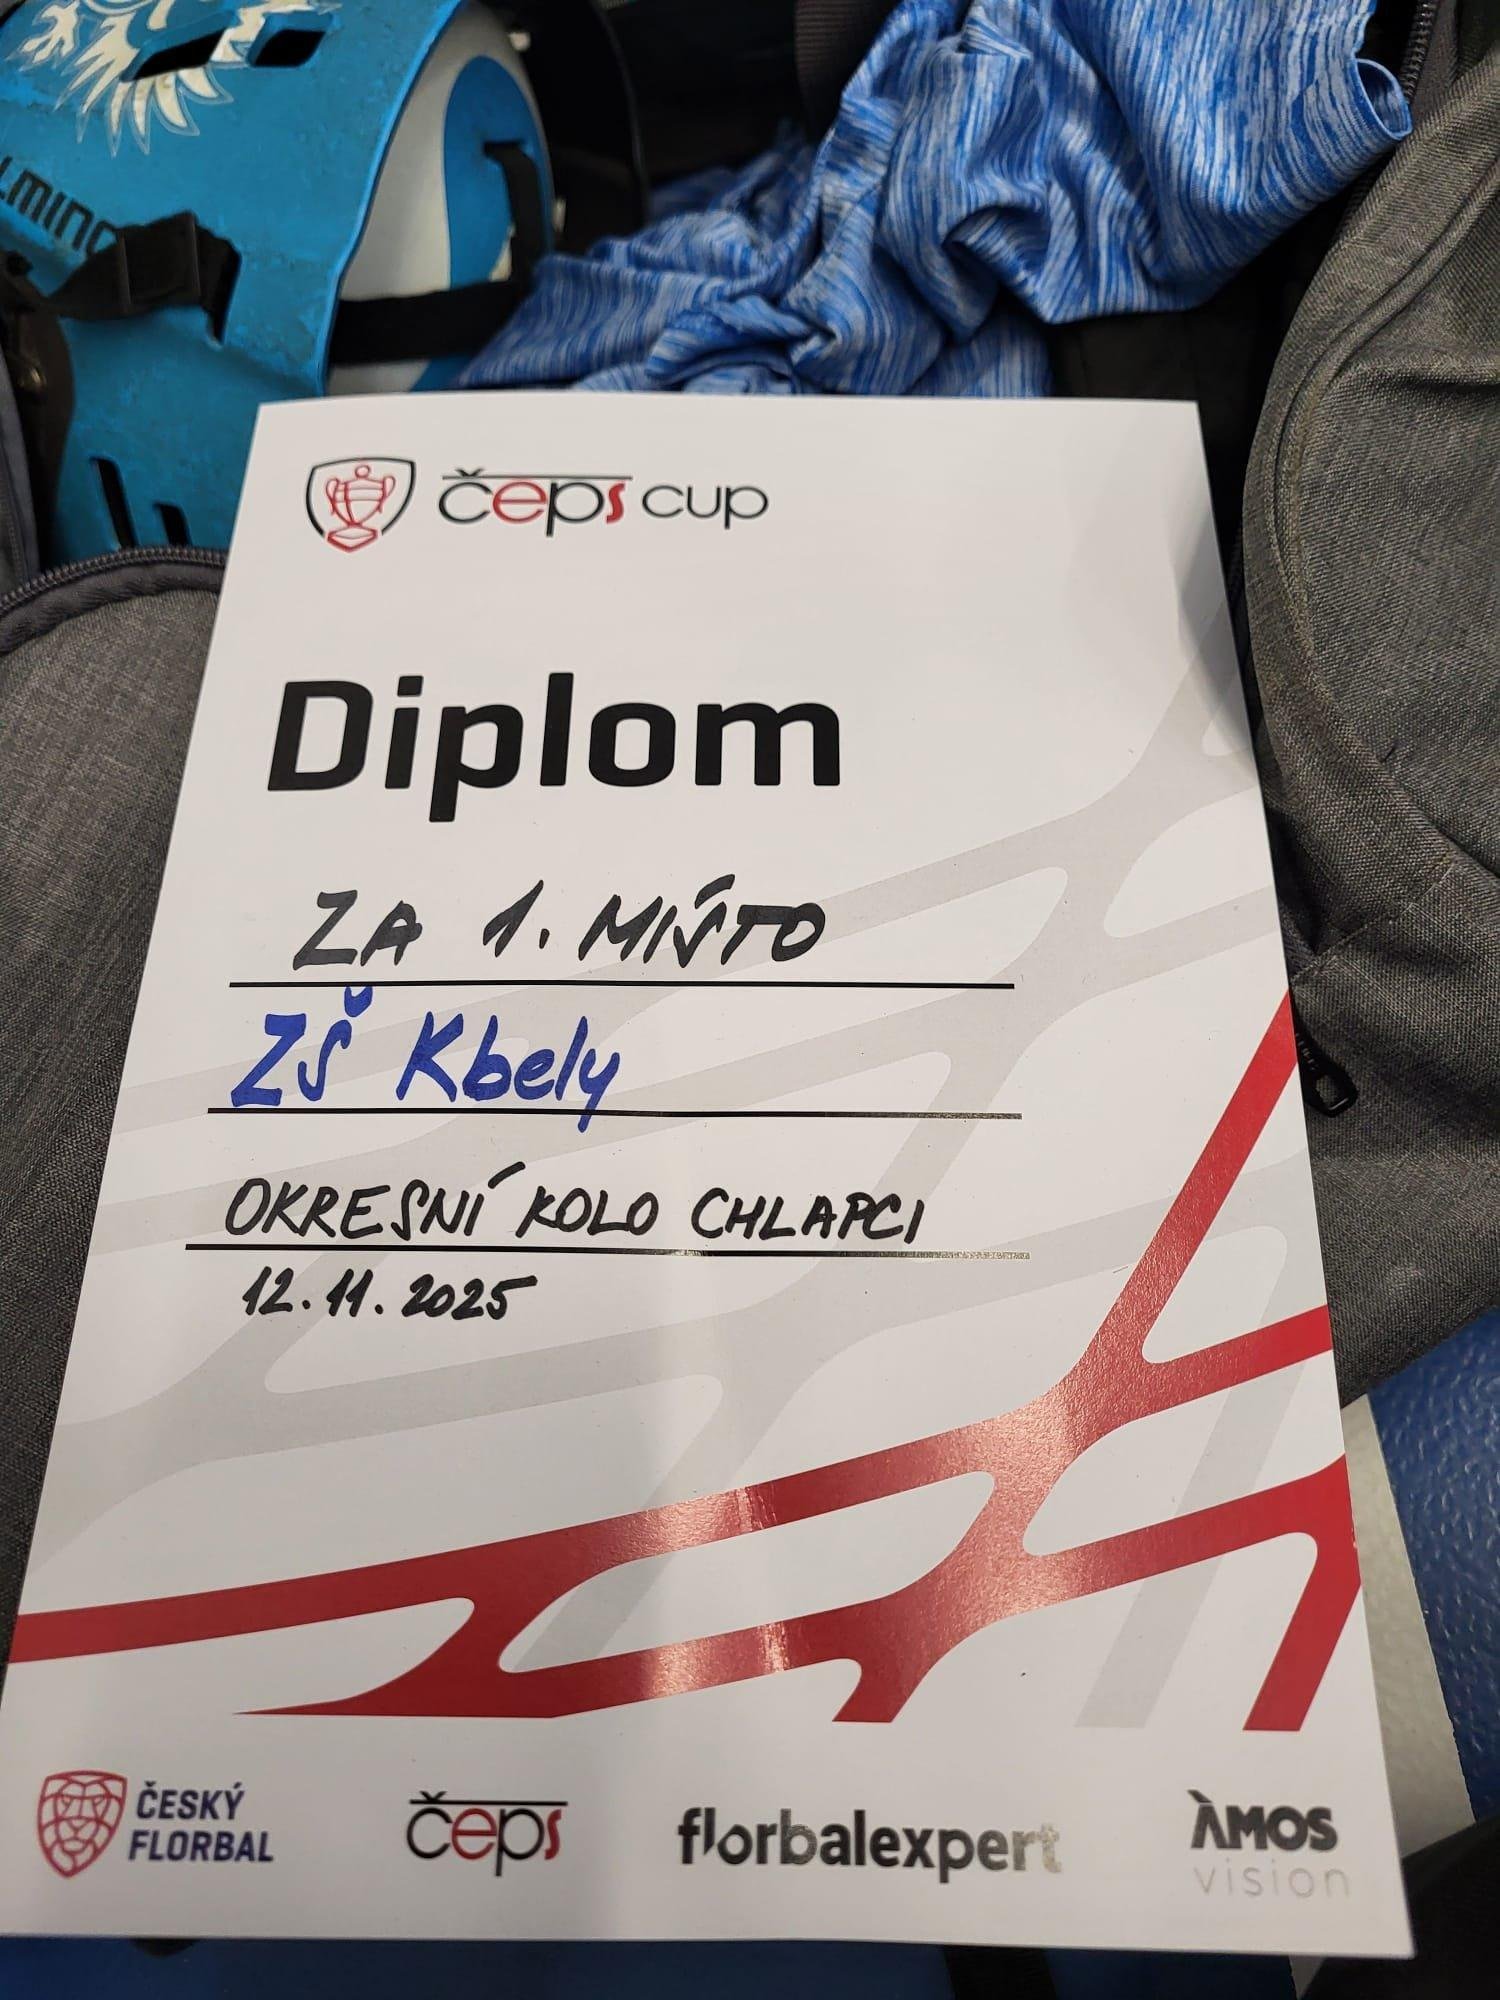 čeps cup
Diplom
ZA 1. MÍSTO
ZŠ Kbely
OKRESNÍ KOLO CHLAPCI
12.11.2025
ČESKÝ
FLORBAL
čeps
florbalexpert
ÀMOS
vision